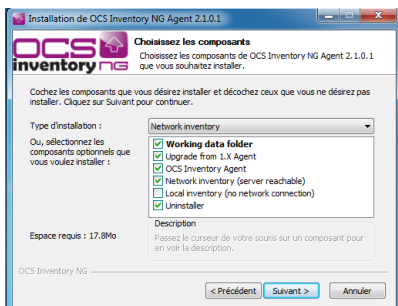 Installation de OCS Inventory NG Agent 2.1.0.1
OCS
inventory NG
Choisissez les composants
Choisissez les composants de OCS Inventory NG Agent 2.1.0.1
que vous souhaitez installer.
Cochez les composants que vous désirez installer et décochez ceux que vous ne désirez pas
installer. Cliquez sur Suivant pour continuer.
Type d'installation :
Network inventory
Ou, sélectionnez les
composants optionnels que
vous voulez installer :
Working data folder
Upgrade from 1.X Agent
OCS Inventory Agent
Network inventory (server reachable)
Local inventory (no network connection)
Uninstaller
Espace requis : 17.8Mo
Description
Passez le curseur de votre souris sur un composant pour
en voir la description.
OCS Inventory NG
< Précédent
Suivant >
Annuler